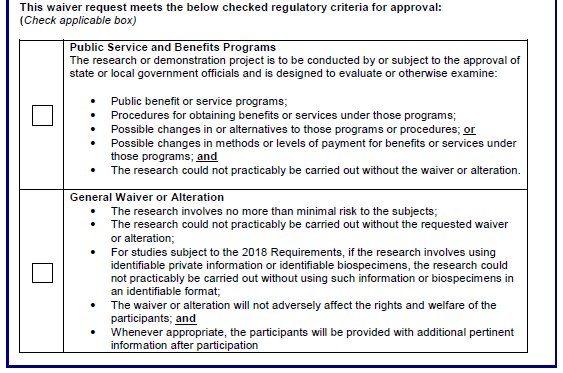 This waiver request meets the below checked regulatory criteria for approval:
(Check applicable box)
Public Service and Benefits Programs
The research or demonstration project is to be conducted by or subject to the approval of
state or local government officials and is designed to evaluate or otherwise examine:
• Public benefit or service programs;
• Procedures for obtaining benefits or services under those programs;
• Possible changes in or alternatives to those programs or procedures; or
• Possible changes in methods or levels of payment for benefits or services under
those programs; and
• The research could not practicably be carried out without the waiver or alteration.
General Waiver or Alteration
• The research involves no more than minimal risk to the subjects;
• The research could not practicably be carried out without the requested waiver
or alteration;
• For studies subject to the 2018 Requirements, if the research involves using
identifiable private information or identifiable biospecimens, the research could
not practicably be carried out without using such information or biospecimens in
an identifiable format;
• The waiver or alteration will not adversely affect the rights and welfare of the
participants; and
• Whenever appropriate, the participants will be provided with additional pertinent
information after participation